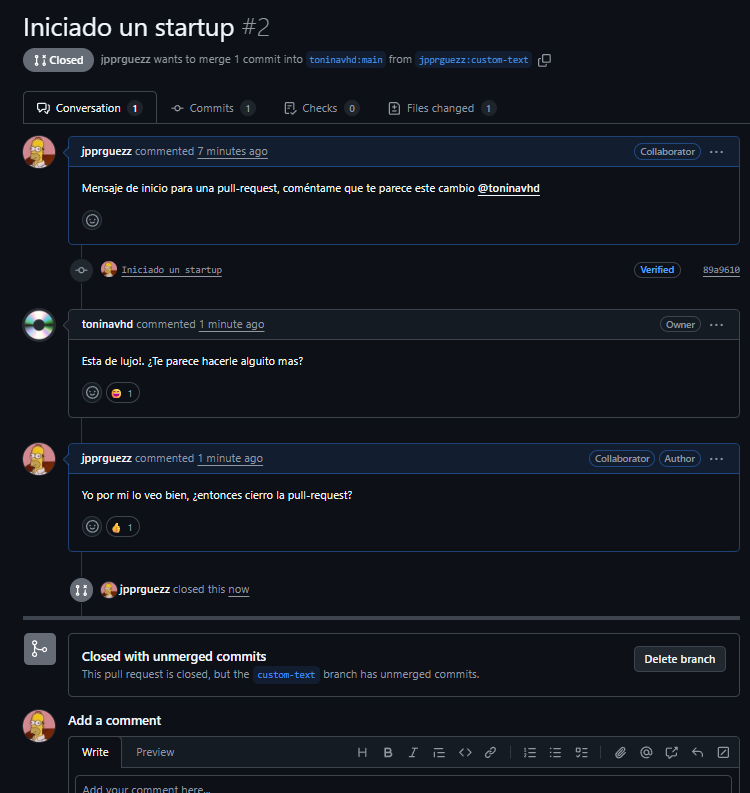 Iniciado un startup #2
Closed jpprguezz wants to merge 1 commit into toninavhd:main from jpprguezz:custom-text
Conversation 1 Commits 1 Checks 0 Files changed 1
jpprguezz commented 7 minutes ago Collaborator
Mensaje de inicio para una pull-request, coméntame que te parece este cambio @toninavhd
Iniciado un startup Verified 89a9610
toninavhd commented 1 minute ago Owner
Esta de lujo!. ¿Te parece hacerle alguito mas?
😝 1
jpprguezz commented 1 minute ago Collaborator Author
Yo por mi lo veo bien, ¿entonces cierro la pull-request?
👍 1
jpprguezz closed this now
Closed with unmerged commits
This pull request is closed, but the custom-text branch has unmerged commits.
Delete branch
Add a comment
Write Preview
Add your comment here...